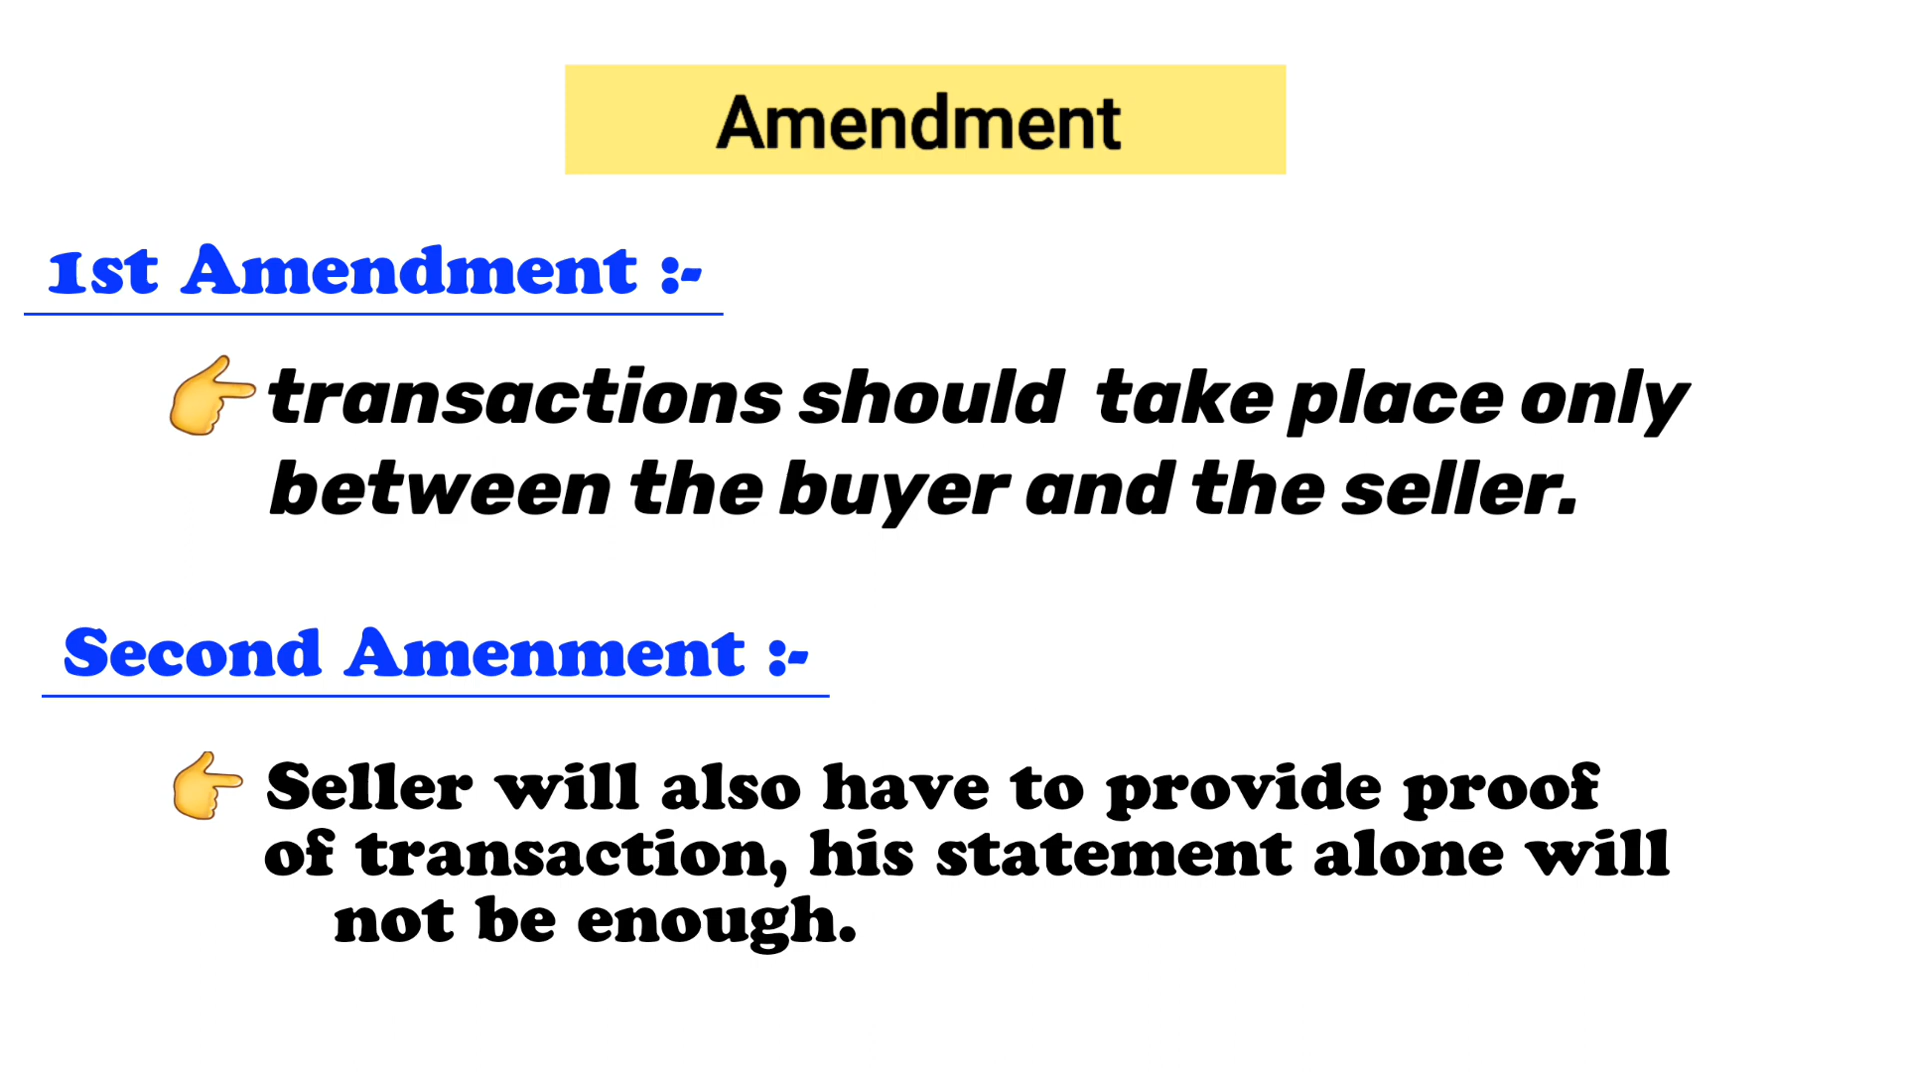 Amendment
1st Amendment :-
👉transactions should take place only
between the buyer and the seller.
Second Amenment :-
👉 Seller will also have to provide proof
of transaction, his statement alone will
not be enough.